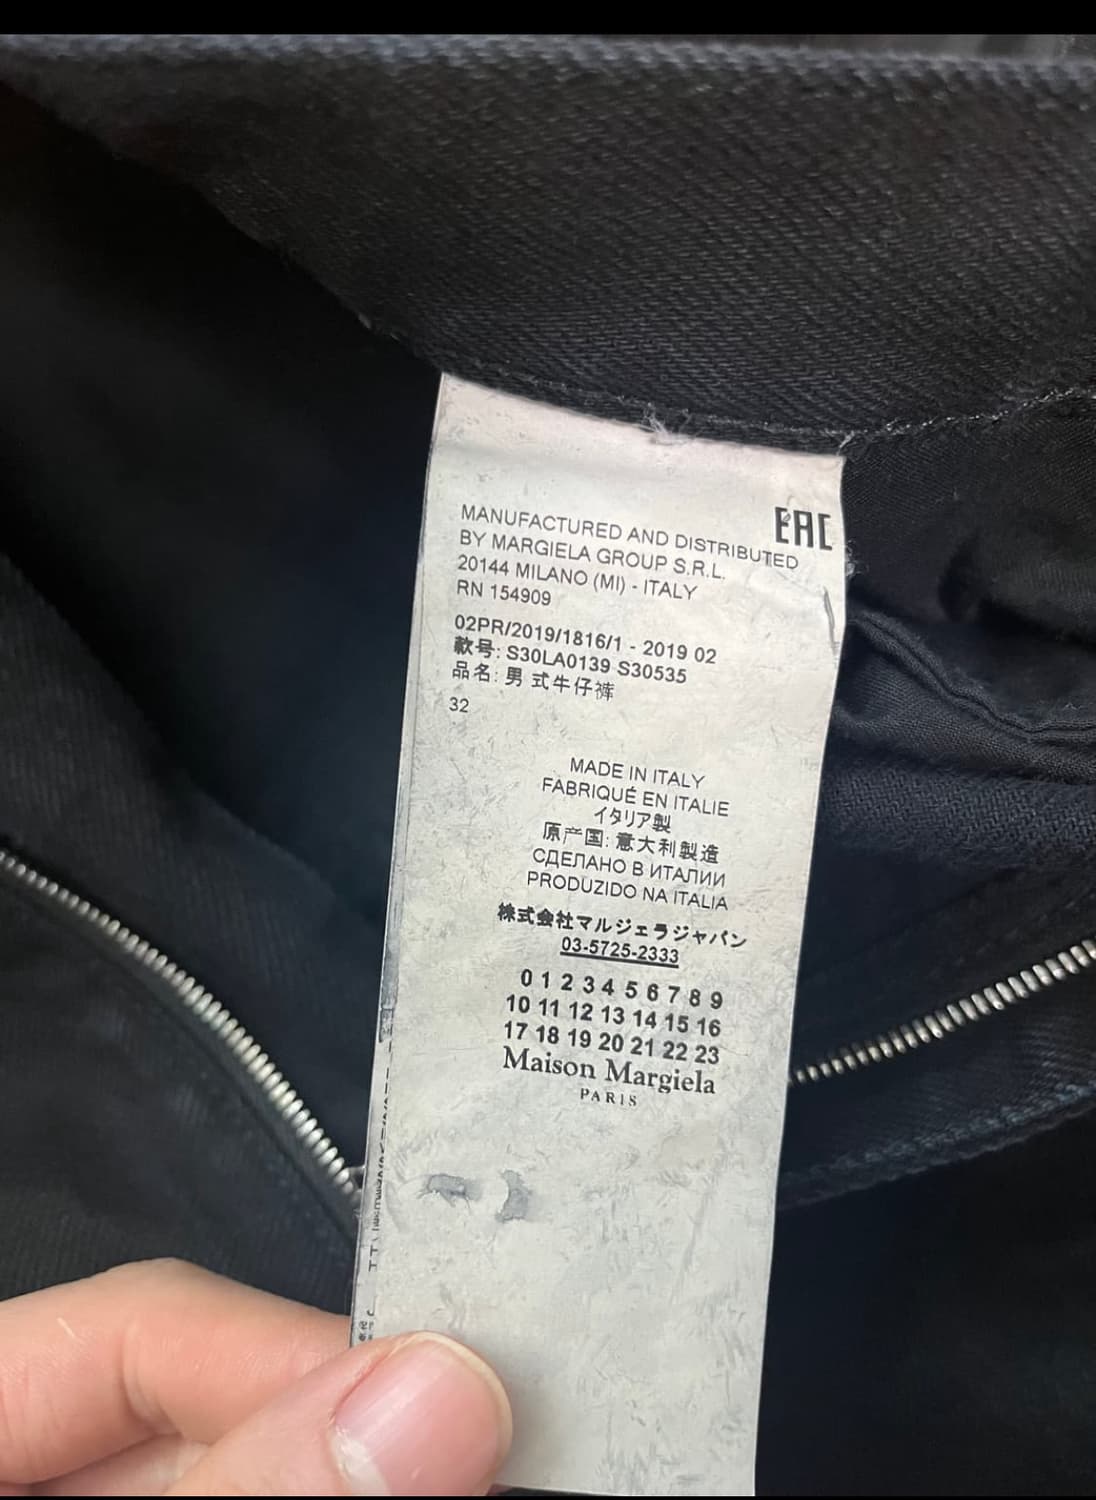 EAC
MANUFACTURED AND DISTRIBUTED
BY MARGIELA GROUP S.R.L.
20144 MILANO (MI) - ITALY
RN 154909
02PR/2019/1816/1 - 2019 02
款号: S30LA0139 S30535
品名: 男 式牛仔裤
32
MADE IN ITALY
FABRIQUÉ EN ITALIE
イタリア製
原产国: 意大利製造
СДЕЛАНО В ИТАЛИИ
PRODUZIDO NA ITALIA
株式会社マルジェラジャパン
03-5725-2333
0 1 2 3 4 5 6 7 8 9
10 11 12 13 14 15 16
17 18 19 20 21 22 23
Maison Margiela
PARIS